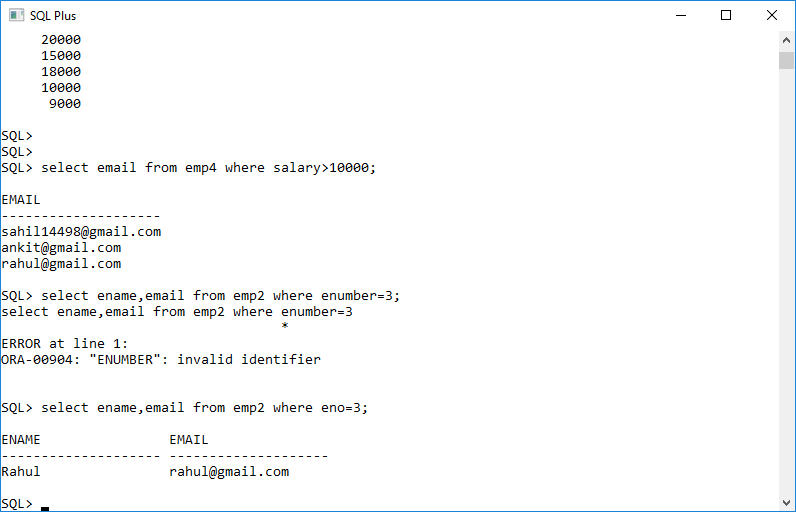 SQL Plus
20000
15000
18000
10000
9000
SQL>
SQL>
SQL> select email from emp4 where salary>10000;
EMAIL
--------------------
sahil14498@gmail.com
ankit@gmail.com
rahul@gmail.com
SQL> select ename,email from emp2 where enumber=3;
select ename,email from emp2 where enumber=3
*
ERROR at line 1:
ORA-00904: "ENUMBER": invalid identifier
SQL> select ename,email from emp2 where eno=3;
ENAME                EMAIL
-------------------- --------------------
Rahul                rahul@gmail.com
SQL>